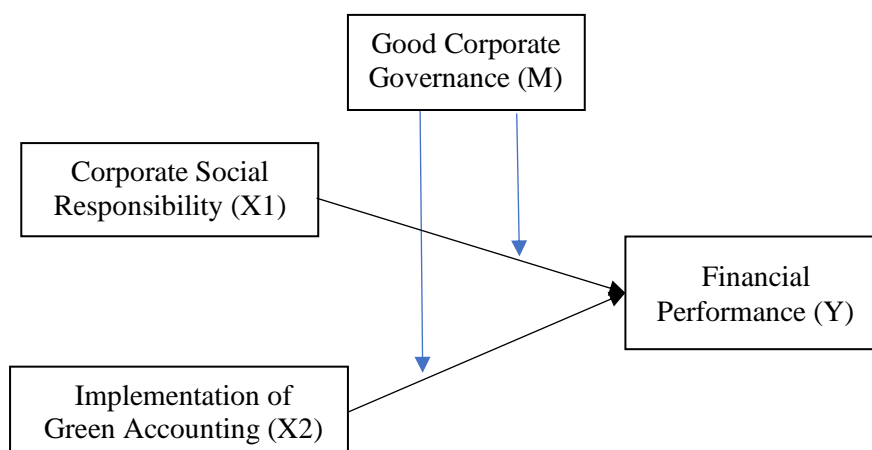 Good Corporate
Governance (M)
Corporate Social
Responsibility (X1)
Financial
Performance (Y)
Implementation of
Green Accounting (X2)